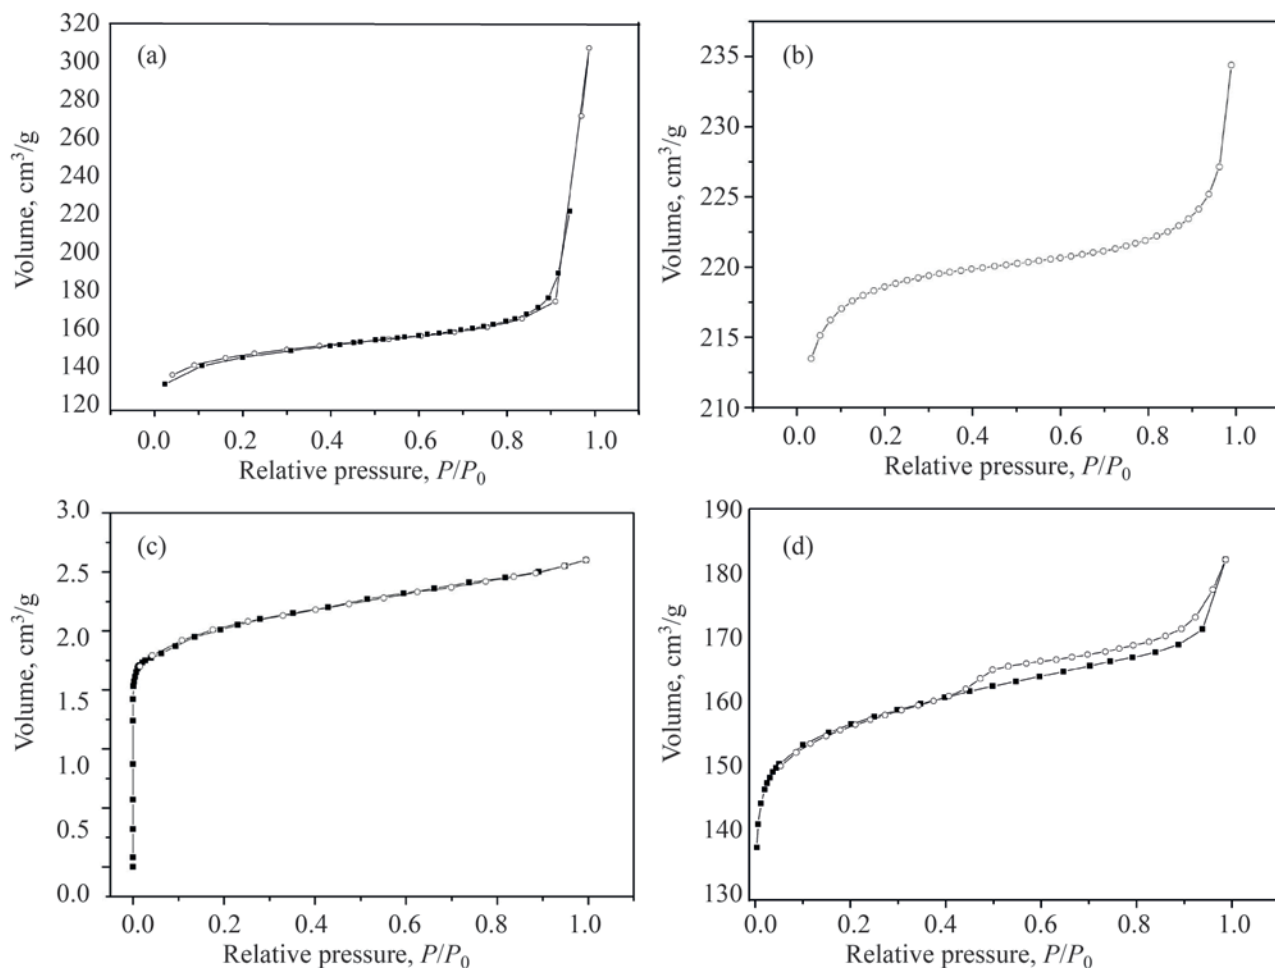 (a)
Volume, cm³/g
320
300
280
260
240
220
200
180
160
140
120
0.0 0.2 0.4 0.6 0.8 1.0
Relative pressure, P/P₀
(b)
Volume, cm³/g
235
230
225
220
215
210
0.0 0.2 0.4 0.6 0.8 1.0
Relative pressure, P/P₀
(c)
Volume, cm³/g
3.0
2.5
2.0
1.5
1.0
0.5
0.0
0.0 0.2 0.4 0.6 0.8 1.0
Relative pressure, P/P₀
(d)
Volume, cm³/g
190
180
170
160
150
140
130
0.0 0.2 0.4 0.6 0.8 1.0
Relative pressure, P/P₀